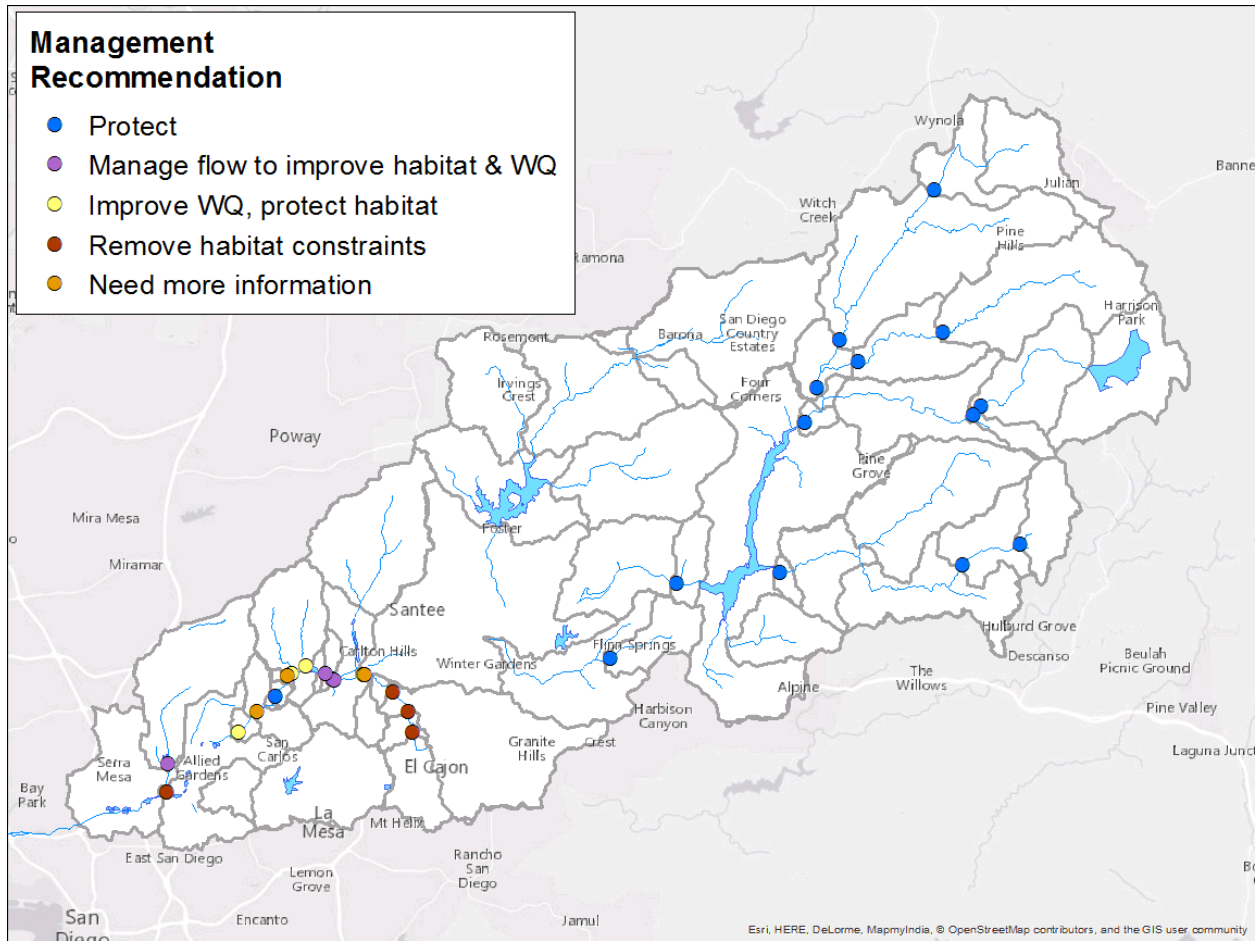 Management
Recommendation
Protect
Manage flow to improve habitat & WQ
Improve WQ, protect habitat
Remove habitat constraints
Need more information
Wynola
Julian
Banne
Witch
Creek
Pine
Hills
Ramona
Harrison
Park
San Diego
Country
Estates
Barona
Rosemont
Irvings
Crest
Four
Corners
Poway
Pine
Grove
Mira Mesa
Foster
Miramar
Santee
Hulburd Grove
Flinn Springs
Carlton Hills
Winter Gardens
Descanso
Beulah
Picnic Ground
The
Willows
Alpine
Harbison
Canyon
Pine Valley
Granite
Hills
Crest
San
Carlos
Laguna Junct
Serra
Mesa
Allied
Gardens
El Cajon
Bay
Park
La
Mesa
Mt Helix
East San Diego
Rancho
San
Diego
Lemon
Grove
Bo
San
Diego
Encanto
Jamul
Esri, HERE, DeLorme, MapmyIndia, © OpenStreetMap contributors, and the GIS user community